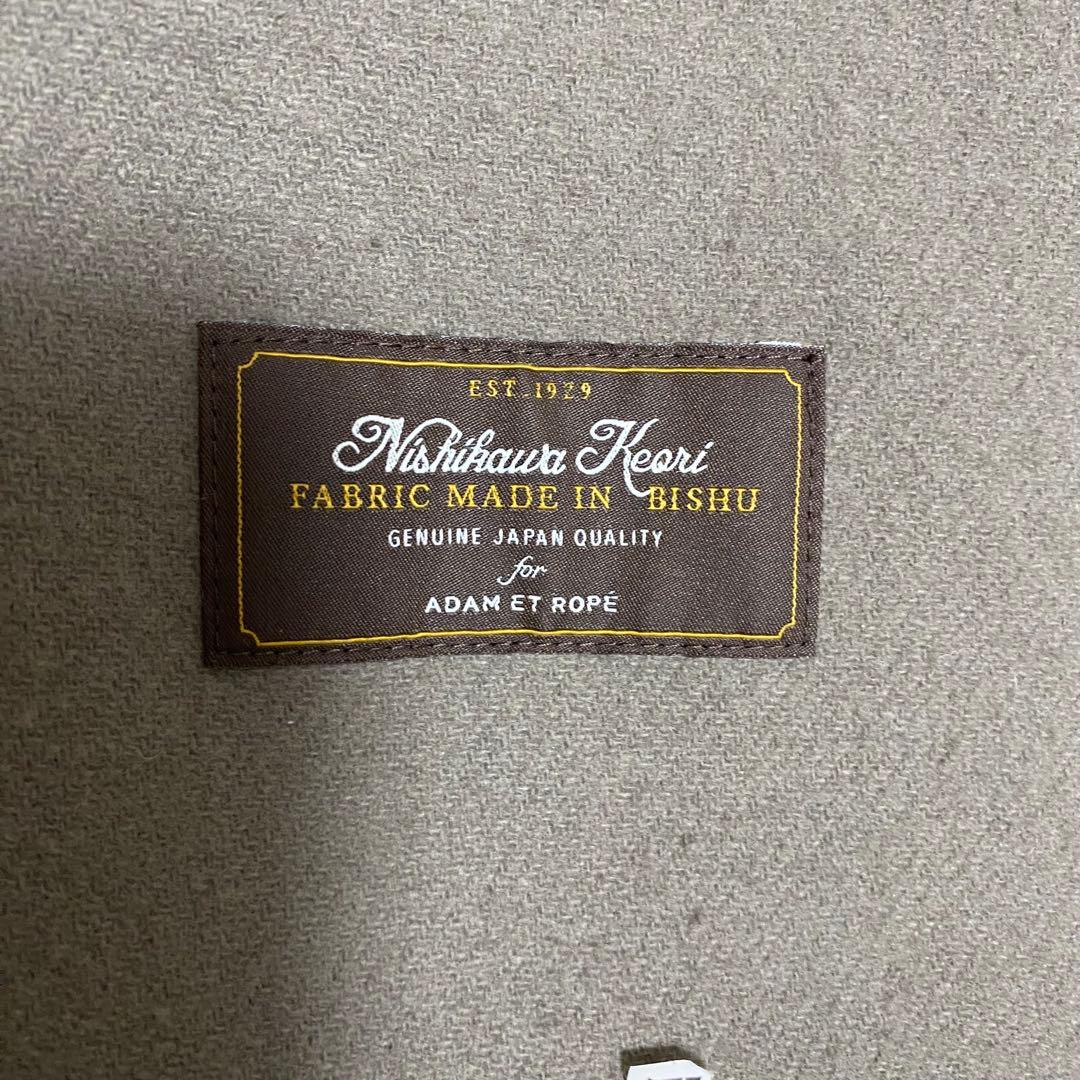 EST. 1929
Nishikawa Keori
FABRIC MADE IN BISHU
GENUINE JAPAN QUALITY
for
ADAM ET ROPÉ